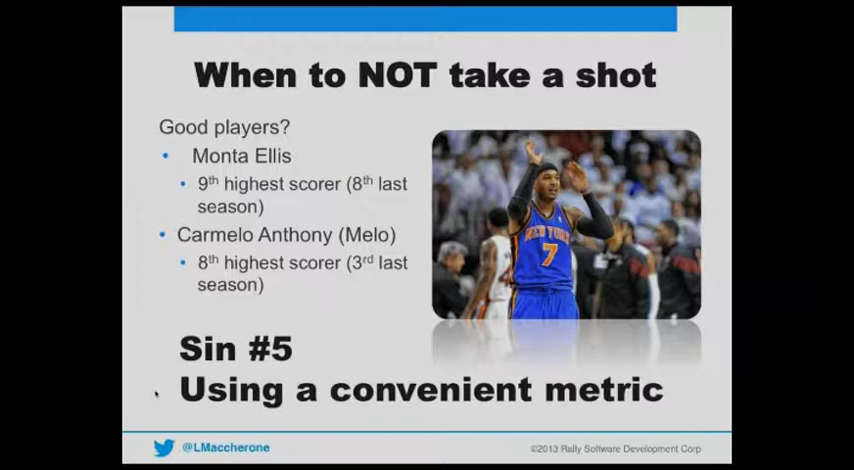 When to NOT take a shot
Good players?
• Monta Ellis
• 9th highest scorer (8th last
season)
• Carmelo Anthony (Melo)
• 8th highest scorer (3rd last
season)
NEW YORK
7
Sin #5
Using a convenient metric
@LMaccherone
©2013 Rally Software Development Corp